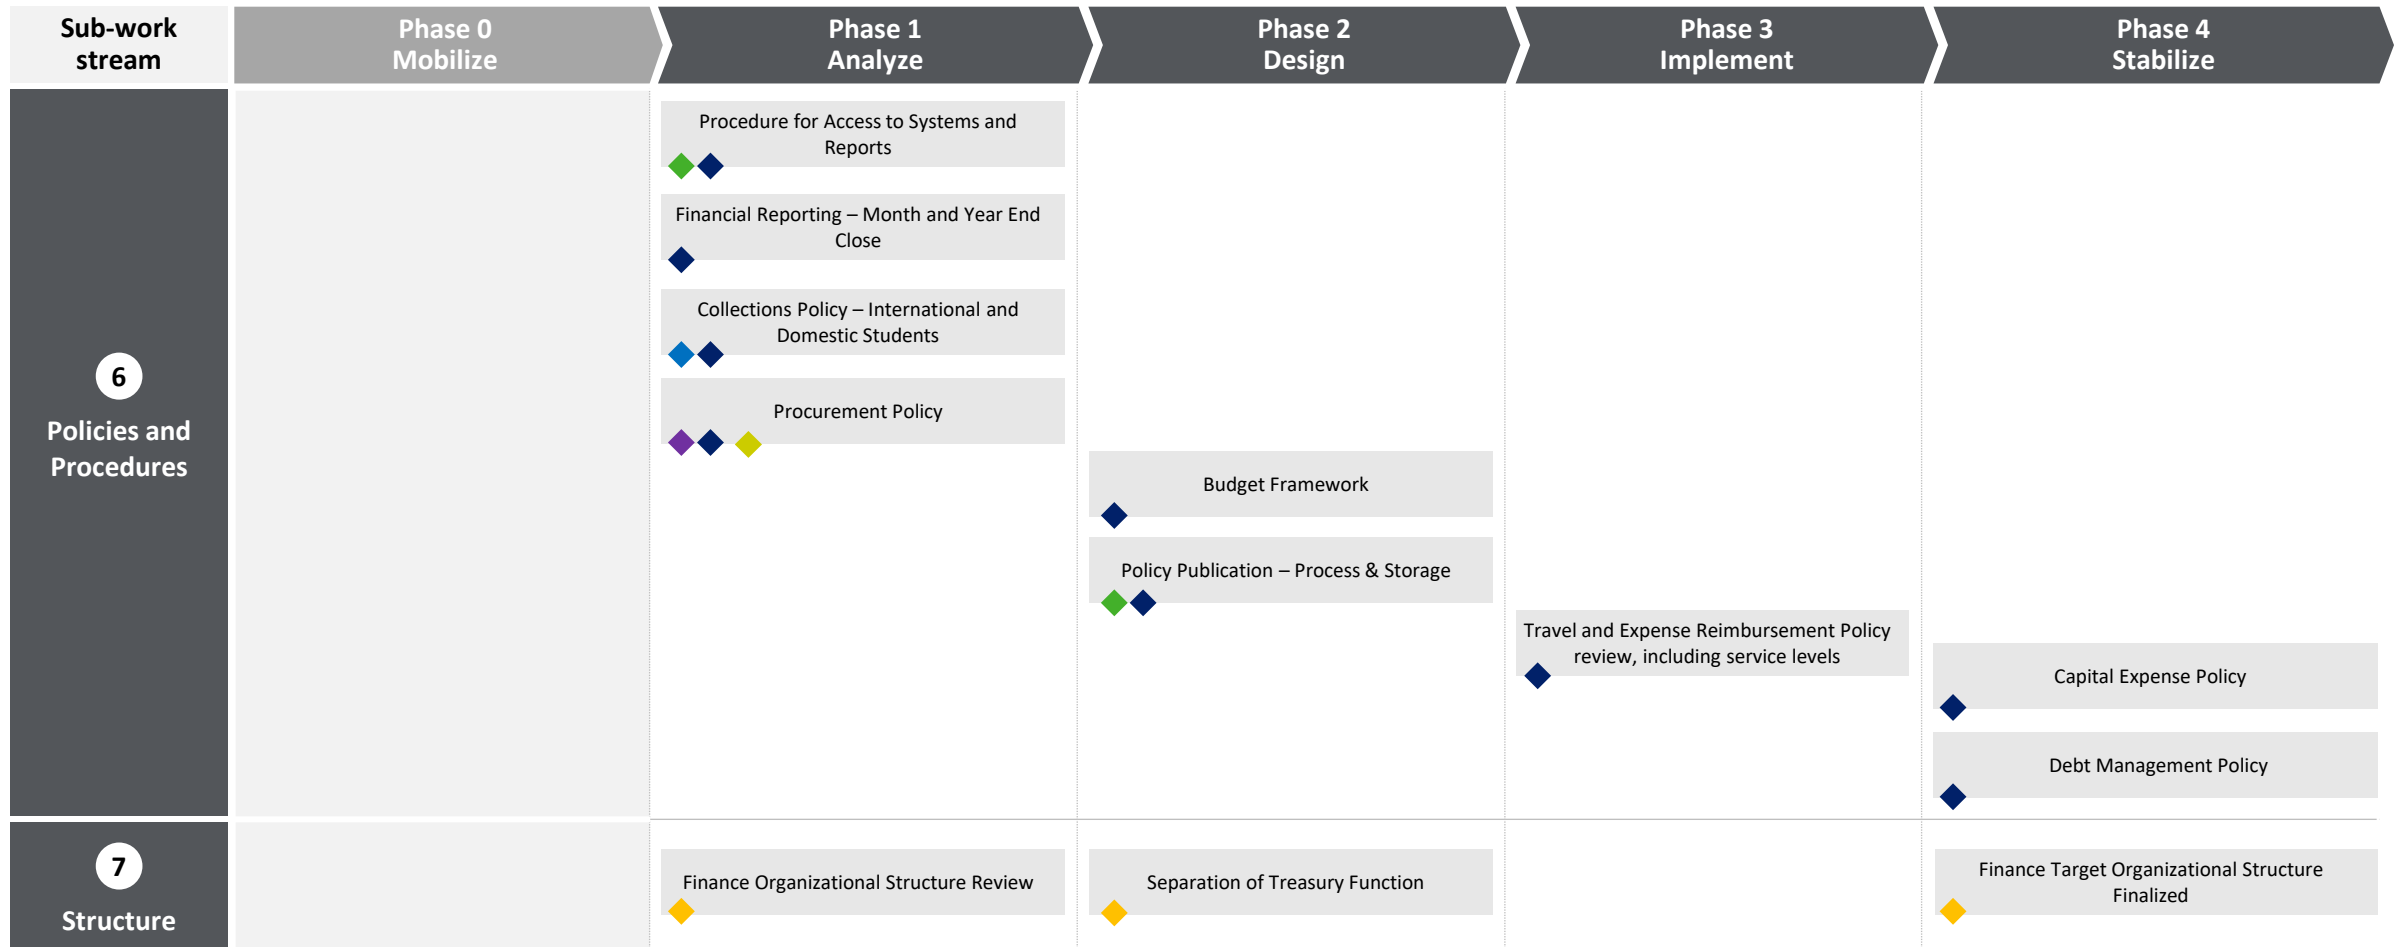 Sub-work
stream
Phase 0
Mobilize
Phase 1
Analyze
Phase 2
Design
Phase 3
Implement
Phase 4
Stabilize
6
Policies and
Procedures
Procedure for Access to Systems and
Reports
Financial Reporting – Month and Year End
Close
Collections Policy – International and
Domestic Students
Procurement Policy
Budget Framework
Policy Publication – Process & Storage
Travel and Expense Reimbursement Policy
review, including service levels
Capital Expense Policy
Debt Management Policy
7
Structure
Finance Organizational Structure Review
Separation of Treasury Function
Finance Target Organizational Structure
Finalized